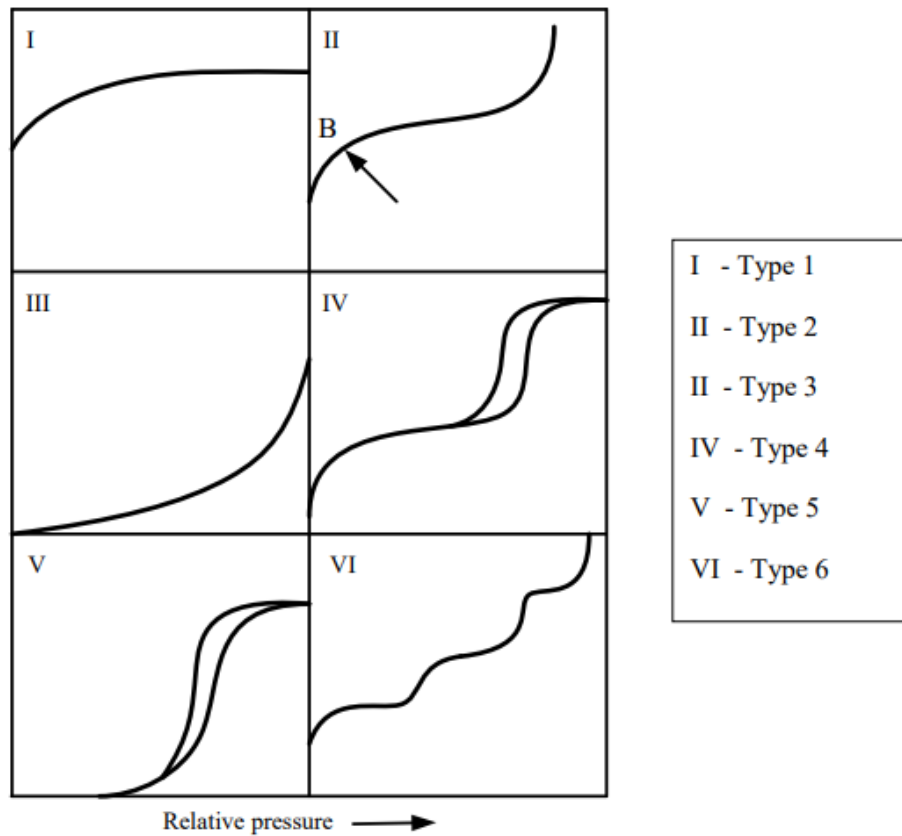 I
II
B
III
IV
V
VI
Relative pressure
I - Type 1
II - Type 2
II - Type 3
IV - Type 4
V - Type 5
VI - Type 6